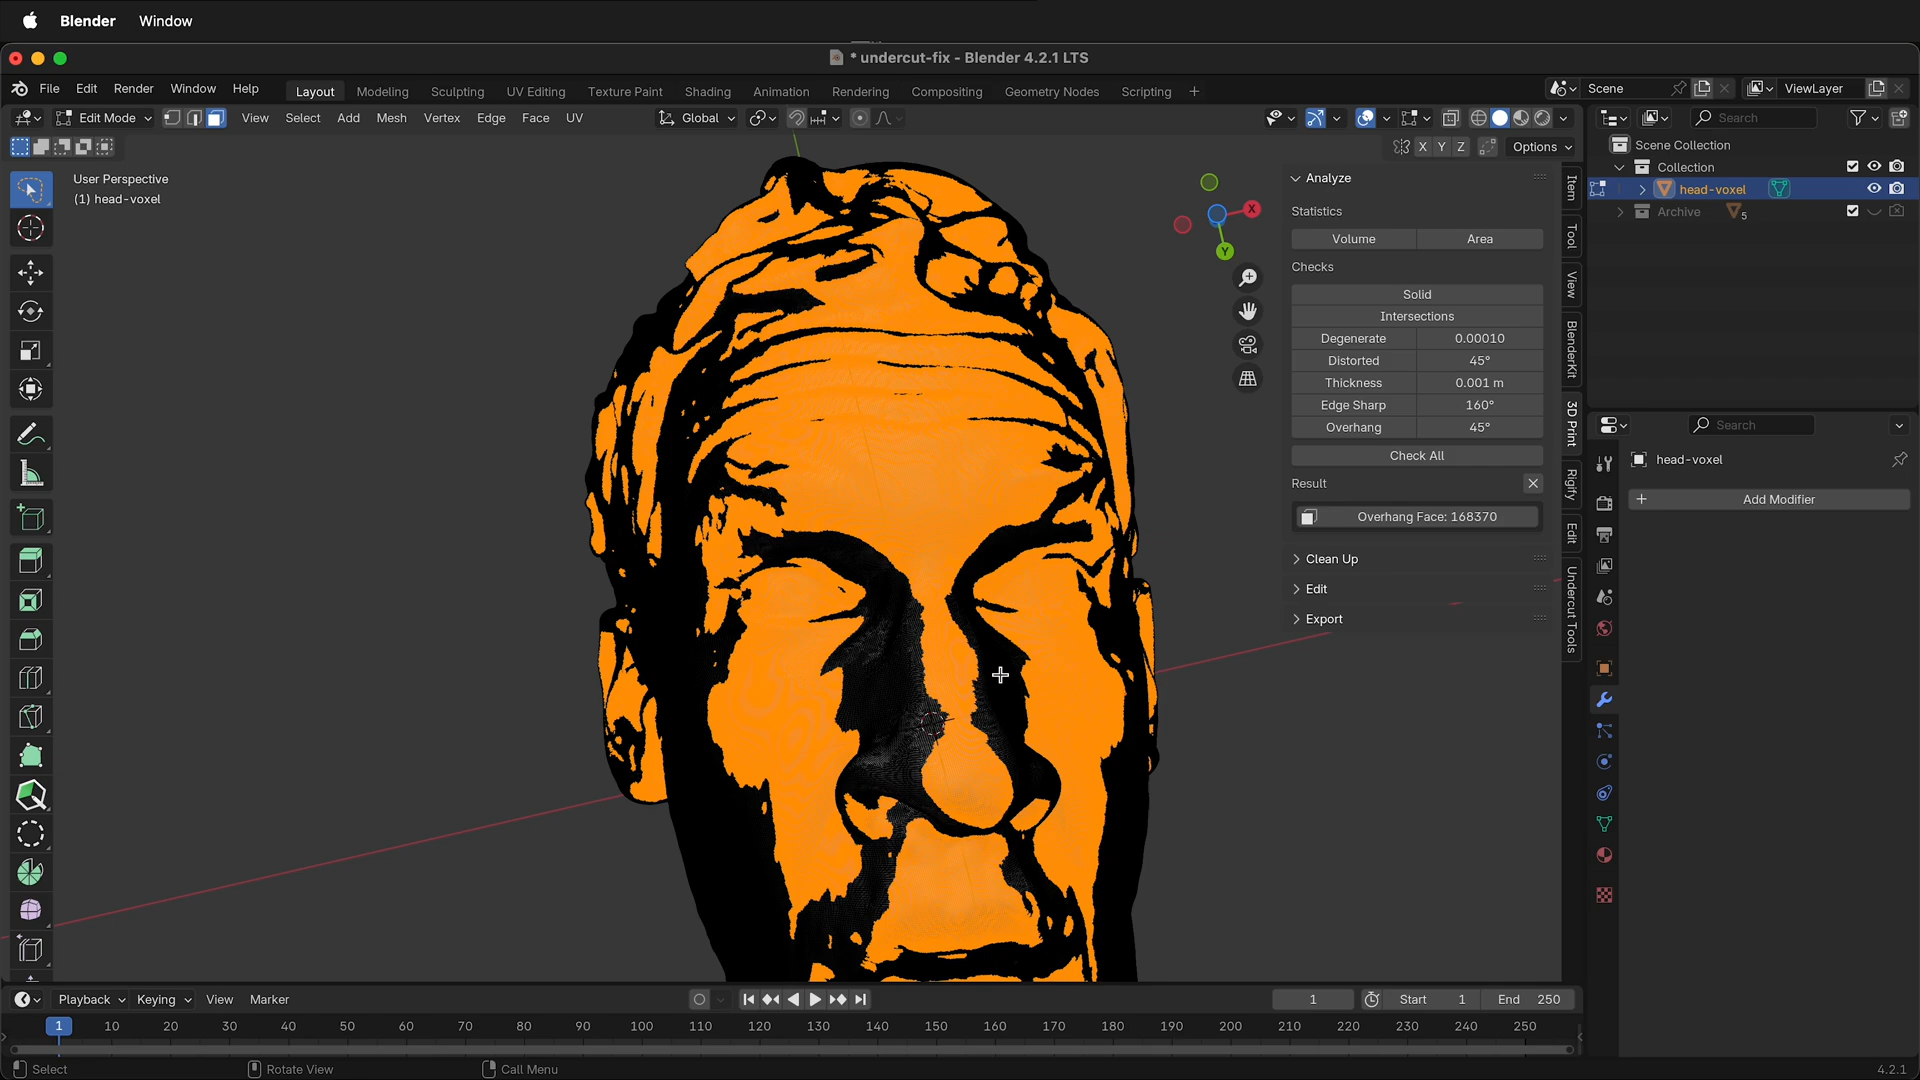 Blender Window
* undercut-fix - Blender 4.2.1 LTS
File Edit Render Window Help Layout Modeling Sculpting UV Editing Texture Paint Shading Animation Rendering Compositing Geometry Nodes Scripting + Scene ViewLayer
Edit Mode View Select Add Mesh Vertex Edge Face UV Global Search
X Y Z Options
User Perspective
(1) head-voxel
X
Y
Analyze
Statistics
Volume Area
Checks
Solid
Intersections
Degenerate 0.00010
Distorted 45°
Thickness 0.001 m
Edge Sharp 160°
Overhang 45°
Check All
Result
Overhang Face: 168370
Clean Up
Edit
Export
Item
Tool
View
BlenderKit
3D Print
Rigify
Edit
Undercut Tools
Scene Collection
Collection
head-voxel
Archive 5
Search
head-voxel
Add Modifier
Playback Keying View Marker 1 Start 1 End 250
1 10 20 30 40 50 60 70 80 90 100 110 120 130 140 150 160 170 180 190 200 210 220 230 240 250
Select Rotate View Call Menu 4.2.1